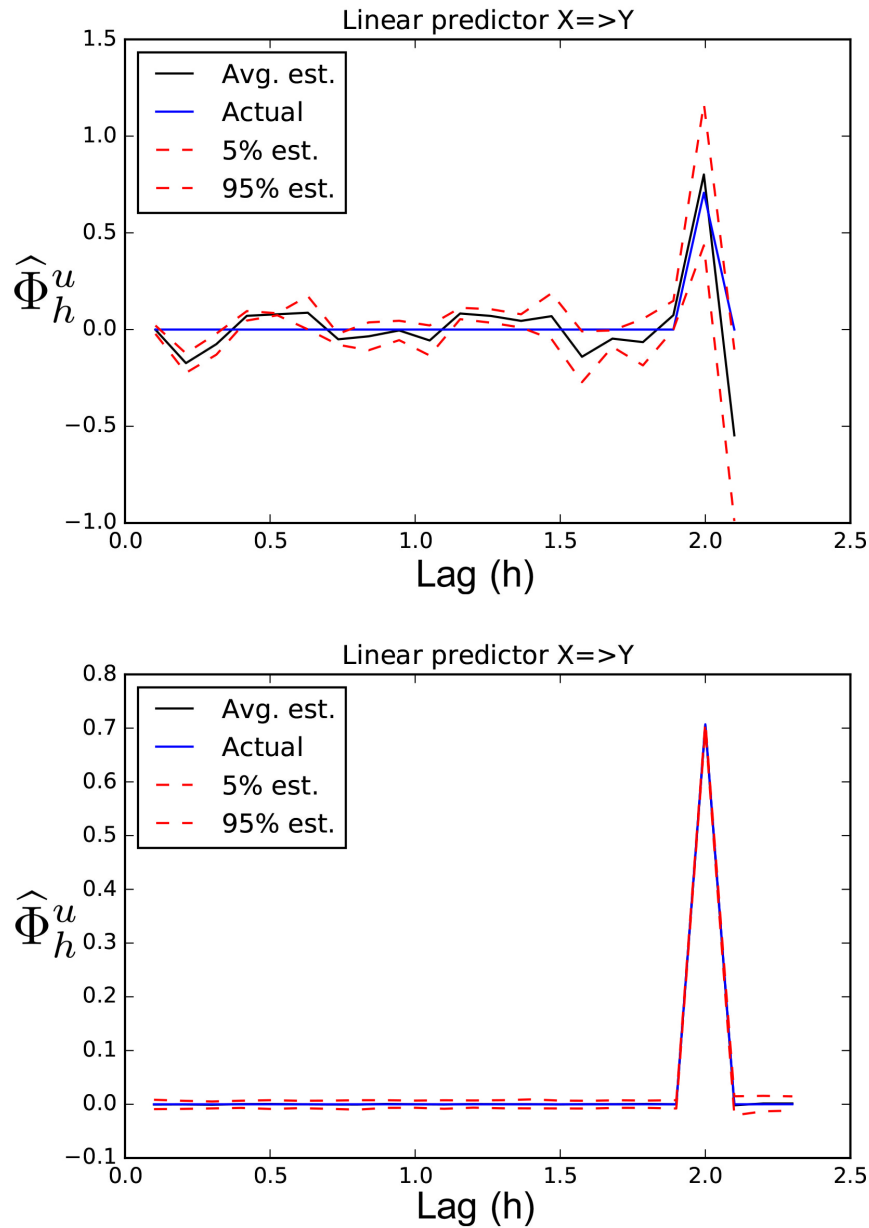 Linear predictor X=>Y
1.5
1.0
0.5
0.0
−0.5
−1.0
Avg. est.
Actual
5% est.
95% est.
Φ̂ᵤₕ
0.0 0.5 1.0 1.5 2.0 2.5
Lag (h)
Linear predictor X=>Y
0.8
0.7
0.6
0.5
0.4
0.3
0.2
0.1
0.0
−0.1
Avg. est.
Actual
5% est.
95% est.
Φ̂ᵤₕ
0.0 0.5 1.0 1.5 2.0 2.5
Lag (h)